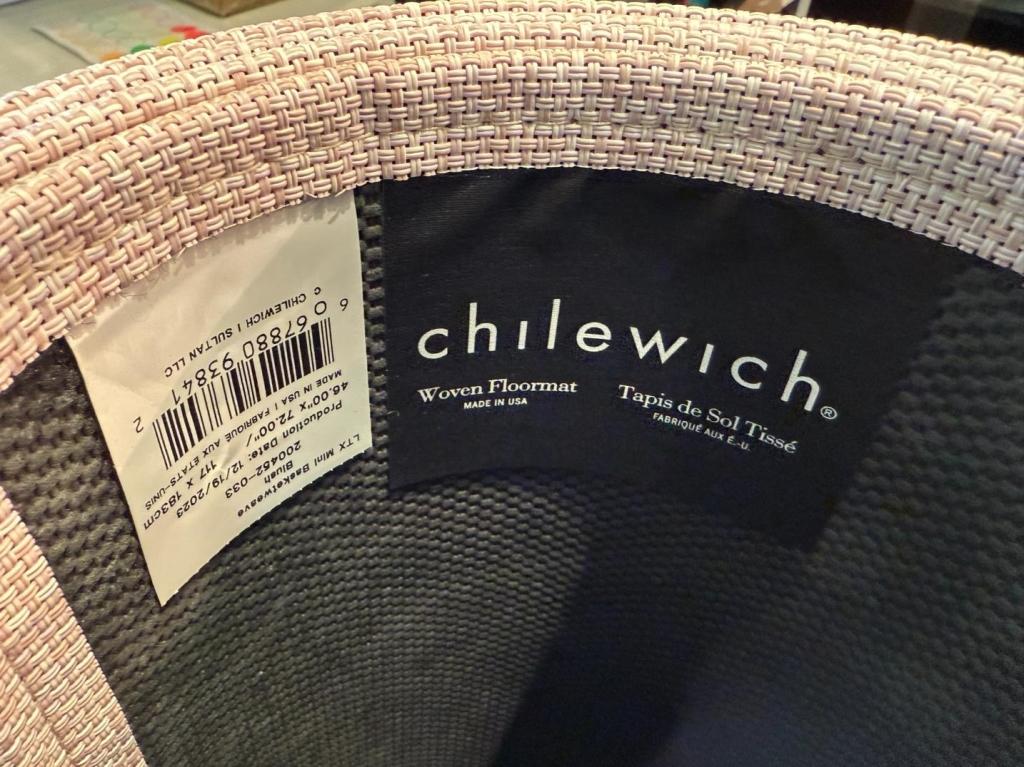 chilewich®
Woven Floormat
MADE IN USA
Tapis de Sol Tissé
FABRIQUÉ AUX É.-U.
LTX Mini Basketweave
Blush
200452-033
Production Date: 12/19/2023
46.00"X 72.00"/ 117 X 183cm
MADE IN USA | FABRIQUE AUX ETATS-UNIS
6 067880 93841 2
C CHILEWICH | SULTAN LLC